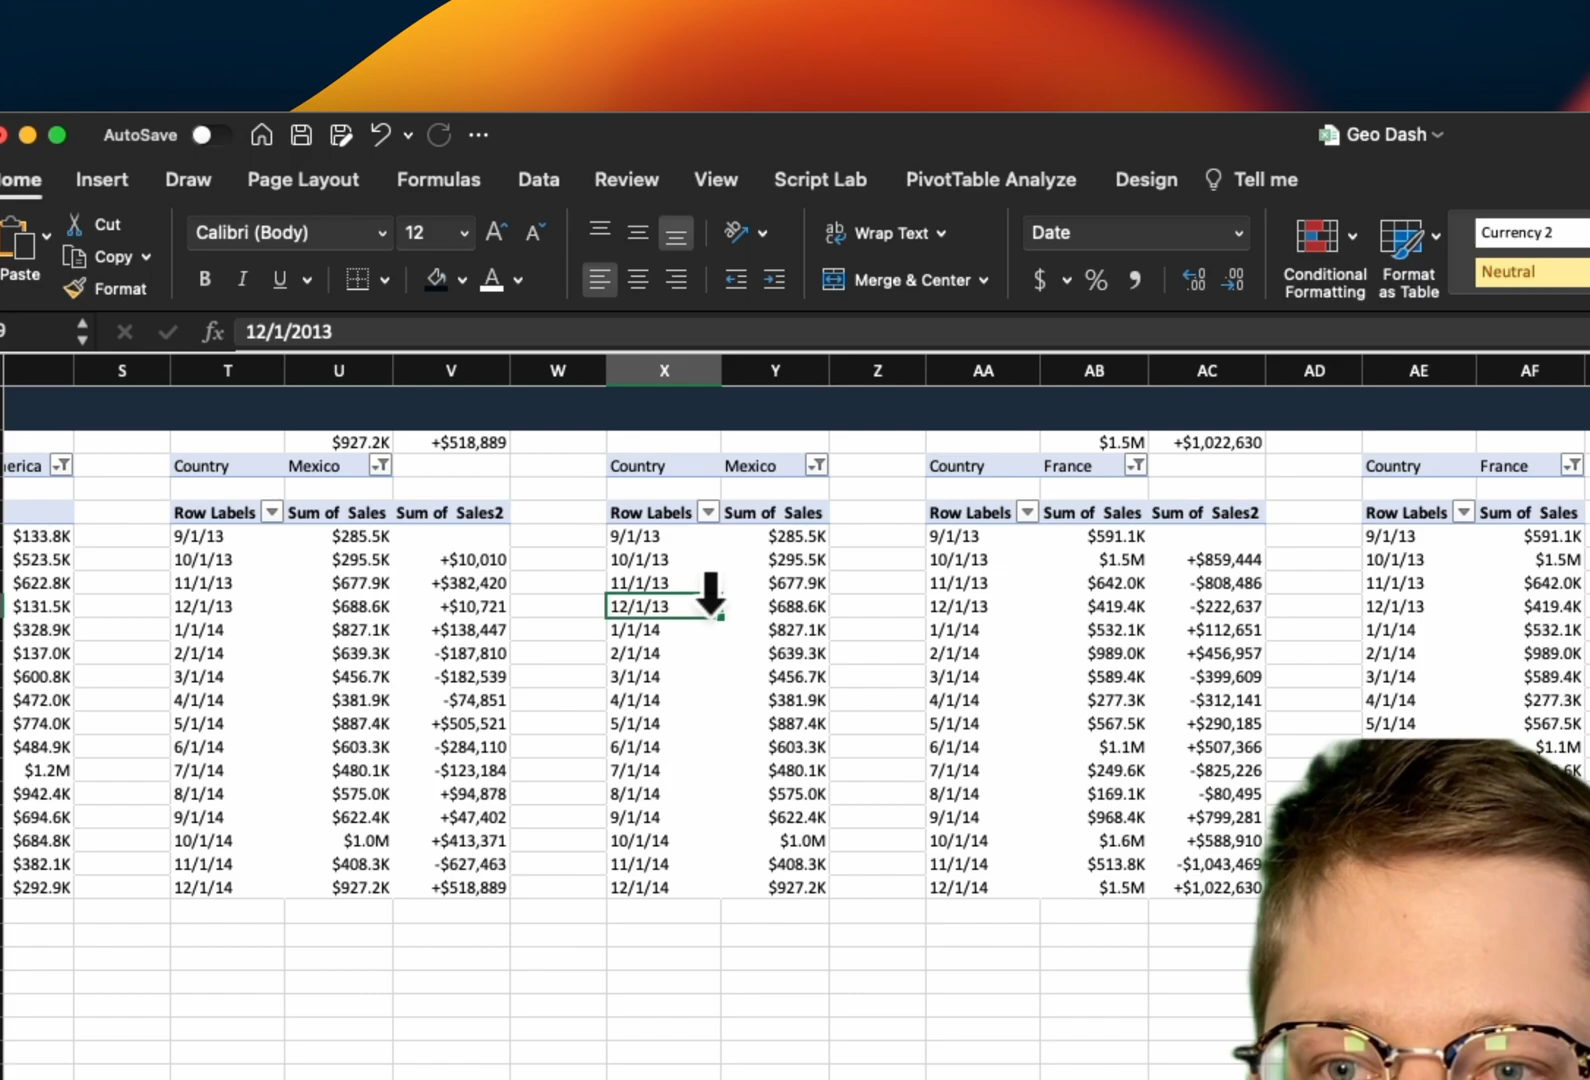 AutoSave
Geo Dash
ome Insert Draw Page Layout Formulas Data Review View Script Lab PivotTable Analyze Design Tell me
Paste Cut Copy Format
Calibri (Body) 12
B I U A
Wrap Text
Merge & Center
Date
$ % 9 .00
Conditional Formatting
Format as Table
Currency 2
Neutral
9 fx 12/1/2013
S T U V W X Y Z AA AB AC AD AE AF
$927.2K +$518,889 $1.5M +$1,022,630
erica Country Mexico Country Mexico Country France Country France
Row Labels Sum of Sales Sum of Sales2 Row Labels Sum of Sales Row Labels Sum of Sales Sum of Sales2 Row Labels Sum of Sales
$133.8K 9/1/13 $285.5K 9/1/13 $285.5K 9/1/13 $591.1K 9/1/13 $591.1K
$523.5K 10/1/13 $295.5K +$10,010 10/1/13 $295.5K 10/1/13 $1.5M +$859,444 10/1/13 $1.5M
$622.8K 11/1/13 $677.9K +$382,420 11/1/13 $677.9K 11/1/13 $642.0K -$808,486 11/1/13 $642.0K
$131.5K 12/1/13 $688.6K +$10,721 12/1/13 $688.6K 12/1/13 $419.4K -$222,637 12/1/13 $419.4K
$328.9K 1/1/14 $827.1K +$138,447 1/1/14 $827.1K 1/1/14 $532.1K +$112,651 1/1/14 $532.1K
$137.0K 2/1/14 $639.3K -$187,810 2/1/14 $639.3K 2/1/14 $989.0K +$456,957 2/1/14 $989.0K
$600.8K 3/1/14 $456.7K -$182,539 3/1/14 $456.7K 3/1/14 $589.4K -$399,609 3/1/14 $589.4K
$472.0K 4/1/14 $381.9K -$74,851 4/1/14 $381.9K 4/1/14 $277.3K -$312,141 4/1/14 $277.3K
$774.0K 5/1/14 $887.4K +$505,521 5/1/14 $887.4K 5/1/14 $567.5K +$290,185 5/1/14 $567.5K
$484.9K 6/1/14 $603.3K -$284,110 6/1/14 $603.3K 6/1/14 $1.1M +$507,366 $1.1M
$1.2M 7/1/14 $480.1K -$123,184 7/1/14 $480.1K 7/1/14 $249.6K -$825,226 6K
$942.4K 8/1/14 $575.0K +$94,878 8/1/14 $575.0K 8/1/14 $169.1K -$80,495
$694.6K 9/1/14 $622.4K +$47,402 9/1/14 $622.4K 9/1/14 $968.4K +$799,281
$684.8K 10/1/14 $1.0M +$413,371 10/1/14 $1.0M 10/1/14 $1.6M +$588,910
$382.1K 11/1/14 $408.3K -$627,463 11/1/14 $408.3K 11/1/14 $513.8K -$1,043,469
$292.9K 12/1/14 $927.2K +$518,889 12/1/14 $927.2K 12/1/14 $1.5M +$1,022,630